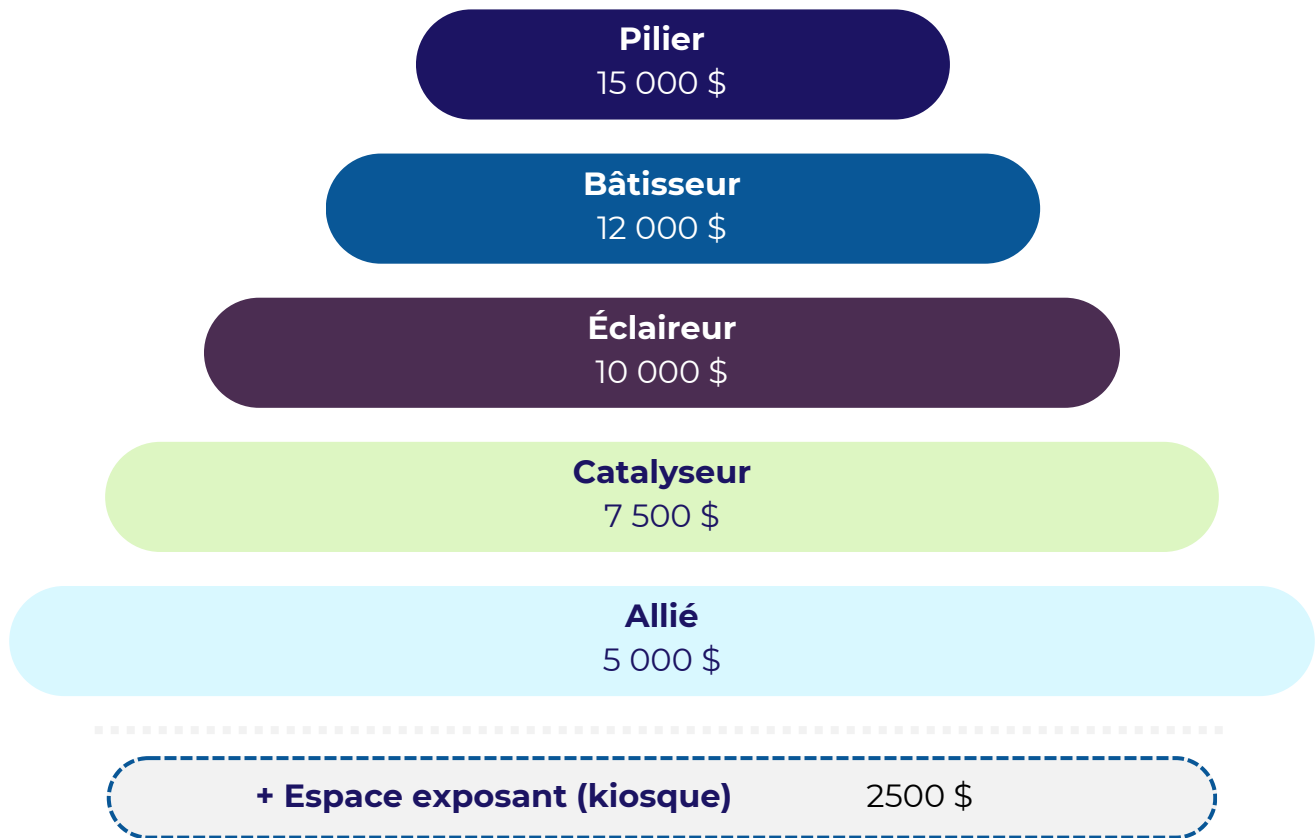 Pilier
15 000 $
Bâtisseur
12 000 $
Éclaireur
10 000 $
Catalyseur
7 500 $
Allié
5 000 $
+ Espace exposant (kiosque) 2500 $